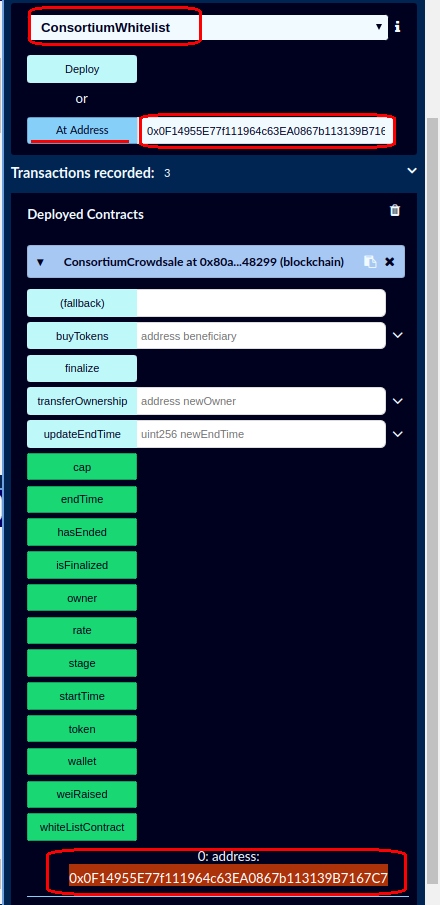 ConsortiumWhitelist
Deploy
or
At Address 0x0F14955E77f111964c63EA0867b113139B716
Transactions recorded: 3
Deployed Contracts
ConsortiumCrowdsale at 0x80a...48299 (blockchain)
(fallback)
buyTokens address beneficiary
finalize
transferOwnership address newOwner
updateEndTime uint256 newEndTime
cap
endTime
hasEnded
isFinalized
owner
rate
stage
startTime
token
wallet
weiRaised
whiteListContract
0: address:
0x0F14955E77f111964c63EA0867b113139B7167C7